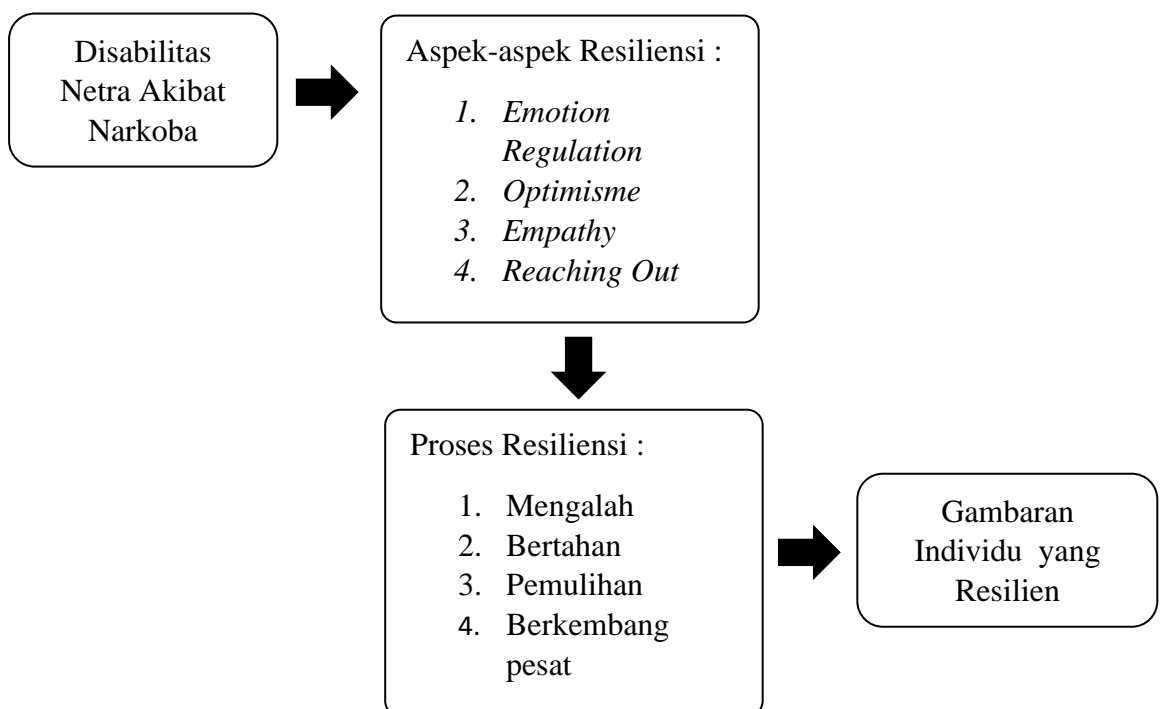 Disabilitas
Netra Akibat
Narkoba
Aspek-aspek Resiliensi :
1. Emotion
Regulation
2. Optimisme
3. Empathy
4. Reaching Out
Proses Resiliensi :
1. Mengalah
2. Bertahan
3. Pemulihan
4. Berkembang
pesat
Gambaran
Individu yang
Resilien